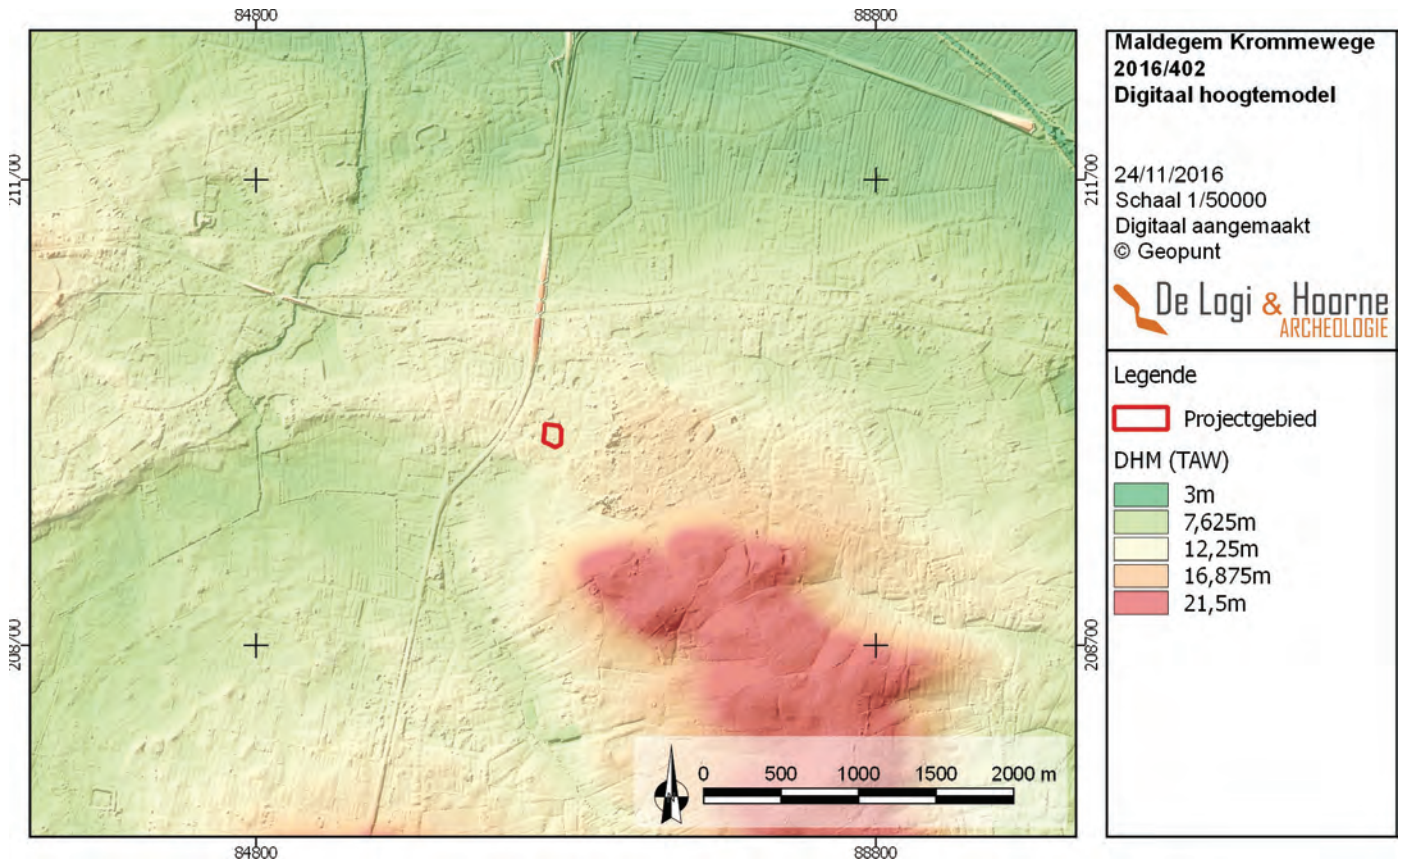 84800 88800
211700 211700
208700 208700
84800 88800
0 500 1000 1500 2000 m
Maldegem Krommewege
2016/402
Digitaal hoogtemodel
24/11/2016
Schaal 1/50000
Digitaal aangemaakt
© Geopunt
De Logi & Hoorne
ARCHEOLOGIE
Legende
Projectgebied
DHM (TAW)
3m
7,625m
12,25m
16,875m
21,5m